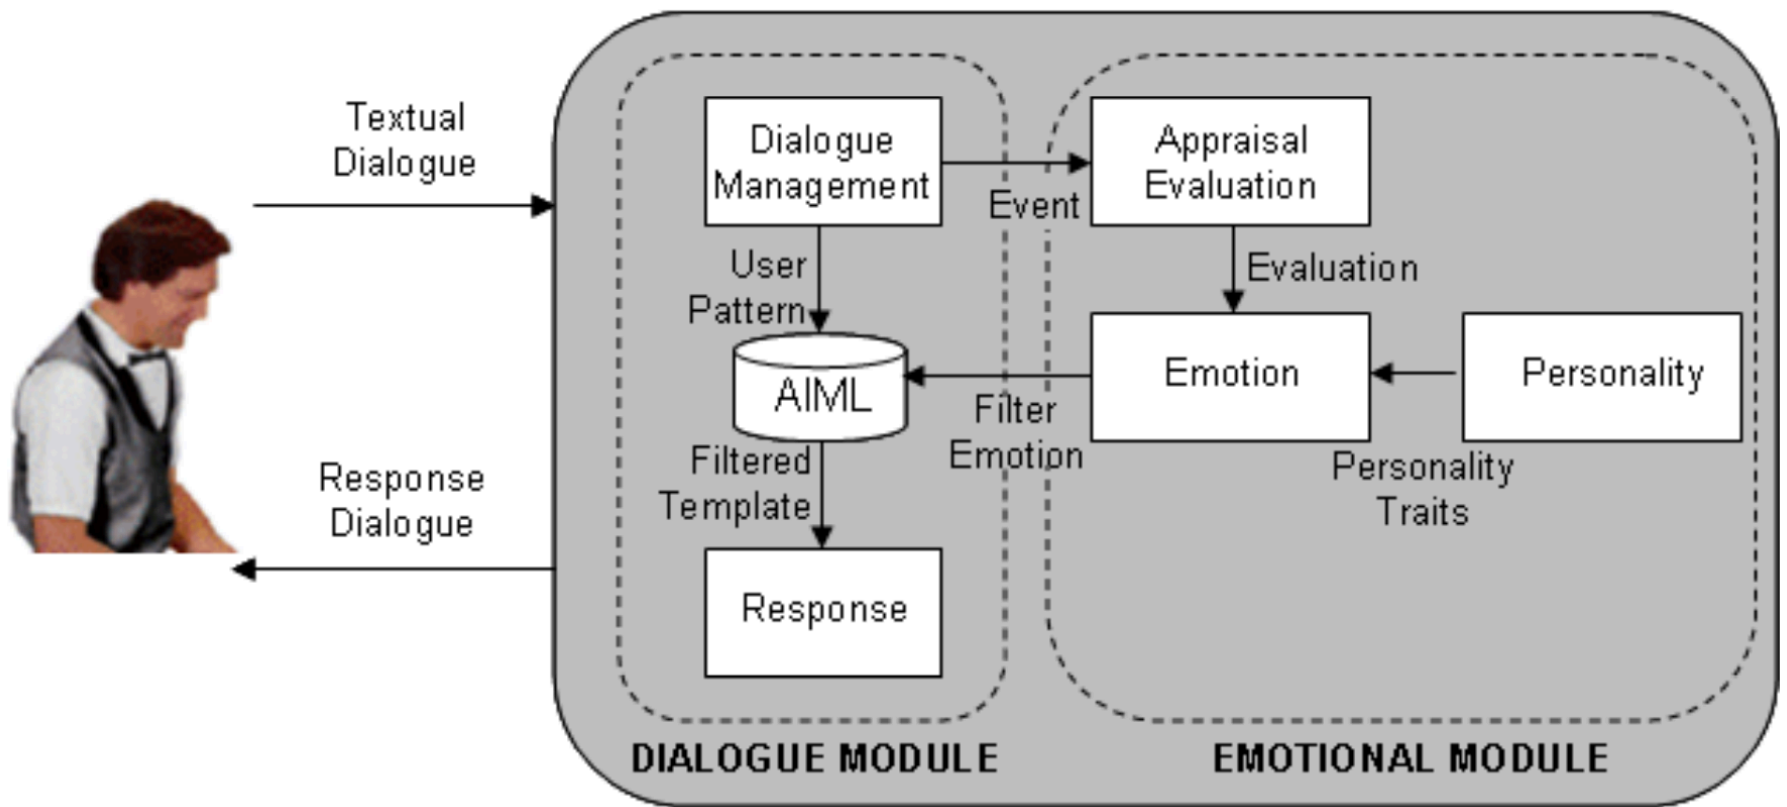 Textual
Dialogue
Dialogue
Management
Appraisal
Evaluation
Event
User
Pattern
Evaluation
AIML
Emotion
Personality
Filter
Emotion
Filtered
Template
Personality
Traits
Response
Dialogue
Response
DIALOGUE MODULE
EMOTIONAL MODULE